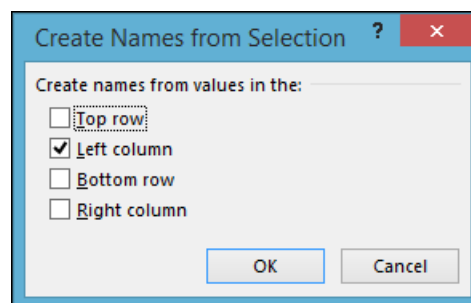 Create Names from Selection ? ×
Create names from values in the:
Top row
Left column
Bottom row
Right column
OK Cancel